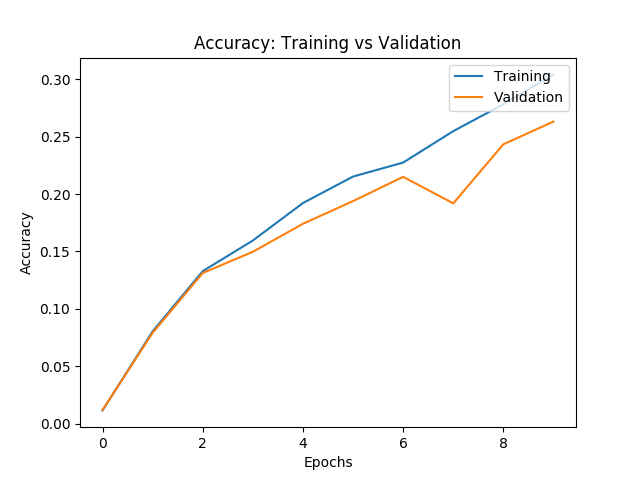 Accuracy: Training vs Validation
Training
Validation
0.30
0.25
0.20
0.15
0.10
0.05
0.00
Accuracy
0 2 4 6 8
Epochs